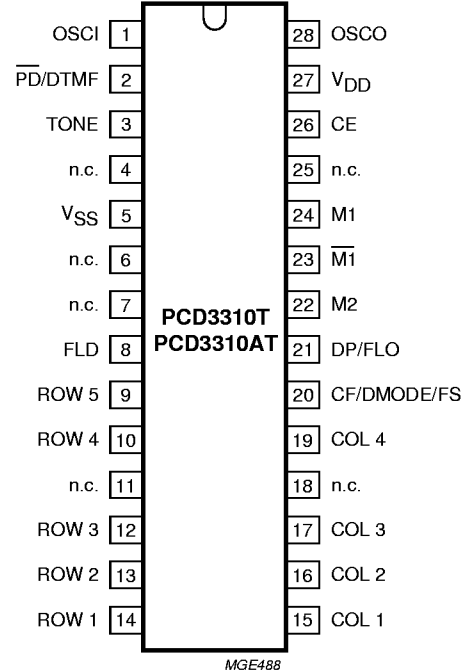 OSCI 1 28 OSCO
P̅D̅/DTMF 2 27 VDD
TONE 3 26 CE
n.c. 4 25 n.c.
VSS 5 24 M1
n.c. 6 23 M̅1̅
n.c. 7 22 M2
PCD3310T
PCD3310AT
FLD 8 21 DP/FLO
ROW 5 9 20 CF/DMODE/FS
ROW 4 10 19 COL 4
n.c. 11 18 n.c.
ROW 3 12 17 COL 3
ROW 2 13 16 COL 2
ROW 1 14 15 COL 1
MGE488